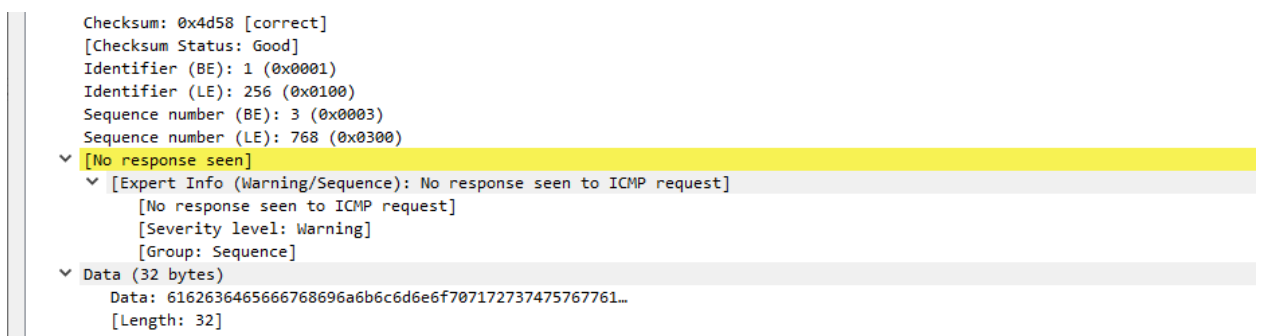 Checksum: 0x4d58 [correct]
[Checksum Status: Good]
Identifier (BE): 1 (0x0001)
Identifier (LE): 256 (0x0100)
Sequence number (BE): 3 (0x0003)
Sequence number (LE): 768 (0x0300)
[No response seen]
[Expert Info (Warning/Sequence): No response seen to ICMP request]
[No response seen to ICMP request]
[Severity level: Warning]
[Group: Sequence]
Data (32 bytes)
Data: 6162636465666768696a6b6c6d6e6f707172737475767761…
[Length: 32]